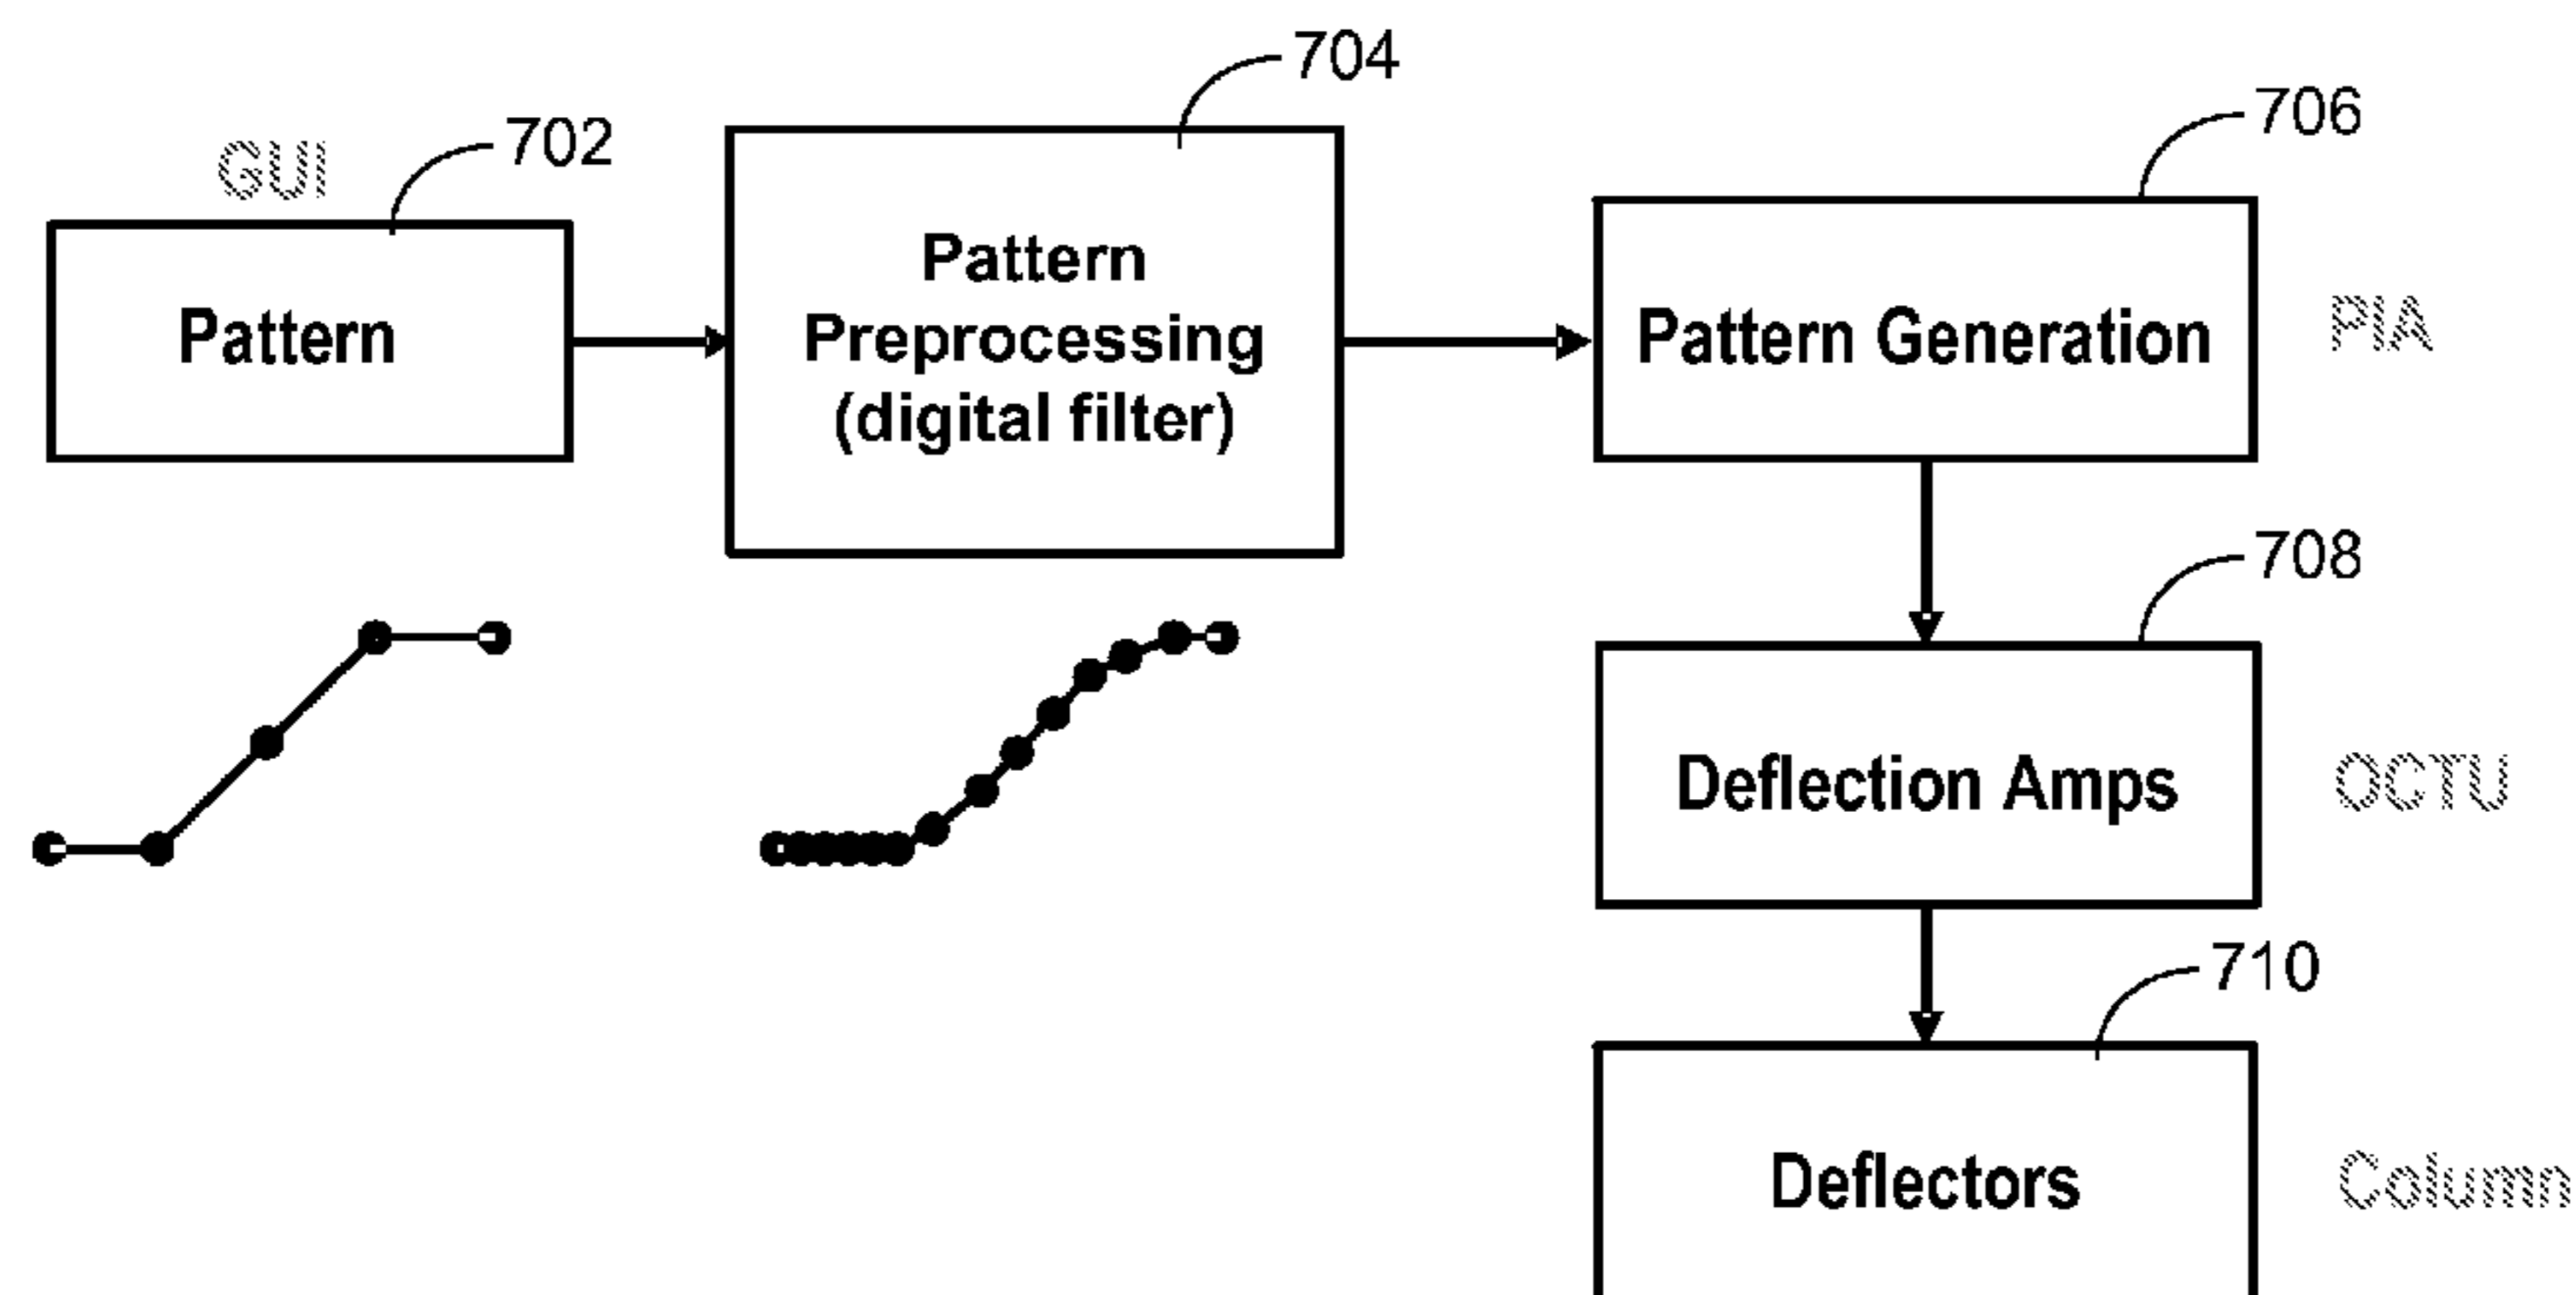 704
702
706
GUI
Pattern
Pattern
Preprocessing
(digital filter)
Pattern Generation
PIA
708
Deflection Amps
OCTU
710
Deflectors
Column